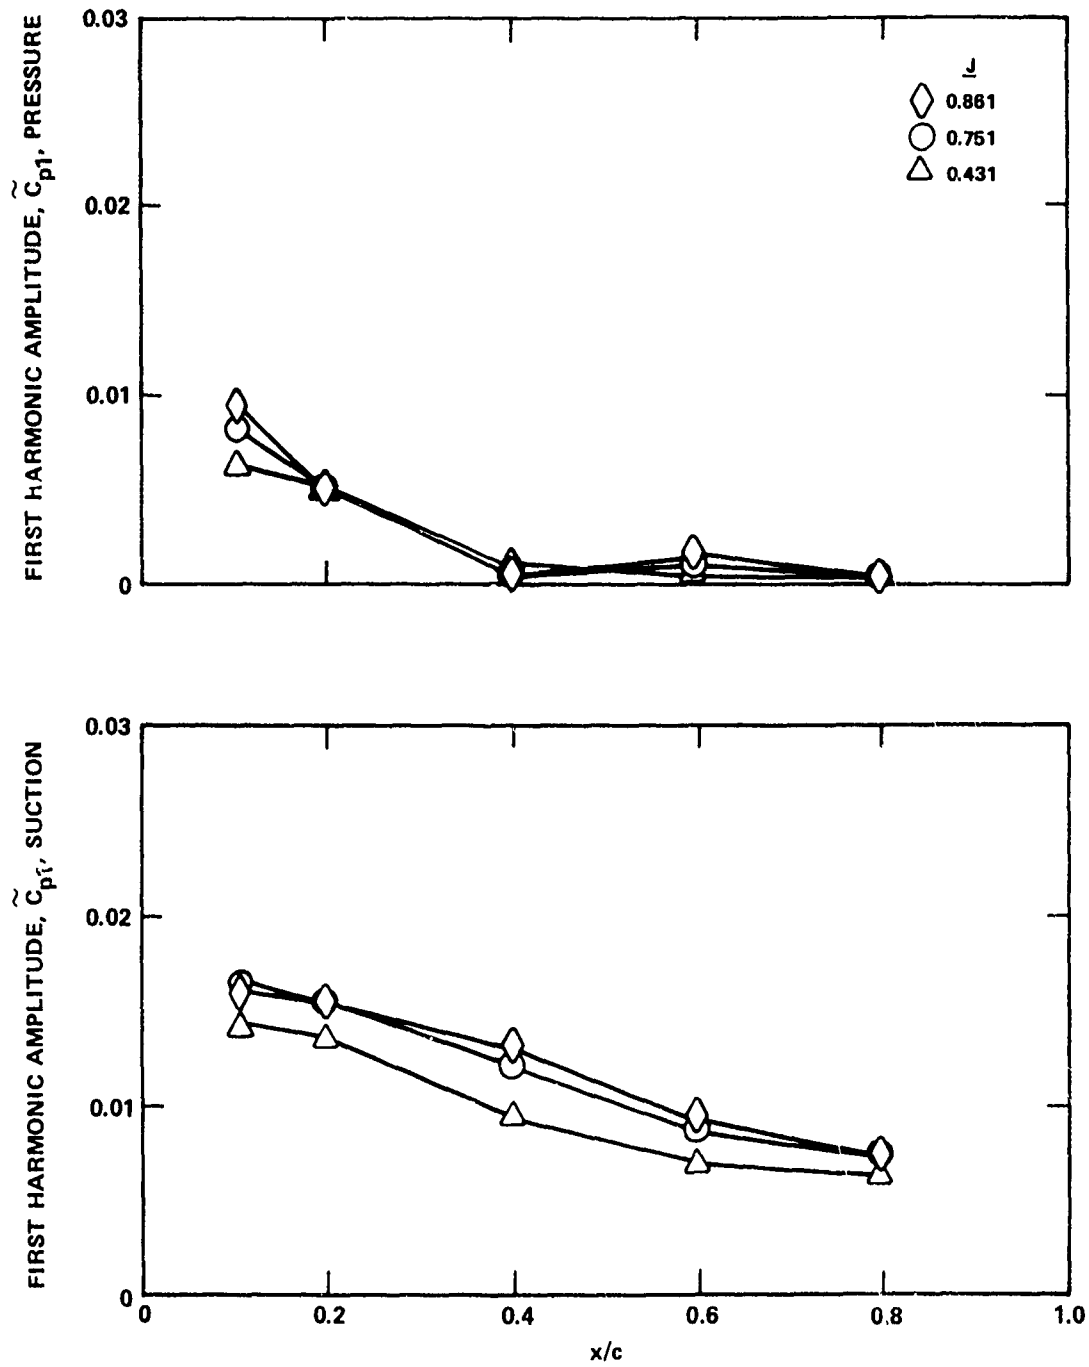 FIRST HARMONIC AMPLITUDE, C̃p1, PRESSURE
0.03
0.02
0.01
0
J
0.861
0.751
0.431
FIRST HARMONIC AMPLITUDE, C̃p1, SUCTION
0.03
0.02
0.01
0
0 0.2 0.4 0.6 0.8 1.0
x/c